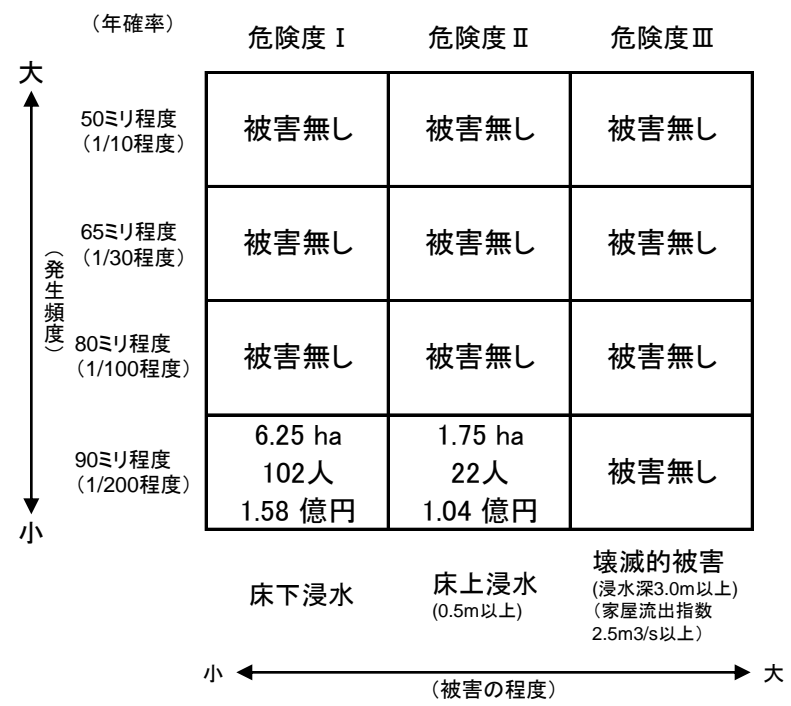 （年確率）
危険度Ⅰ
危険度Ⅱ
危険度Ⅲ
大
50ミリ程度
（1/10程度）
被害無し
被害無し
被害無し
65ミリ程度
（1/30程度）
被害無し
被害無し
被害無し
（発生頻度）
80ミリ程度
（1/100程度）
被害無し
被害無し
被害無し
90ミリ程度
（1/200程度）
6.25 ha
102人
1.58 億円
1.75 ha
22人
1.04 億円
被害無し
小
床下浸水
床上浸水
(0.5m以上)
壊滅的被害
(浸水深3.0m以上)
（家屋流出指数
2.5m3/s以上）
小
（被害の程度）
大